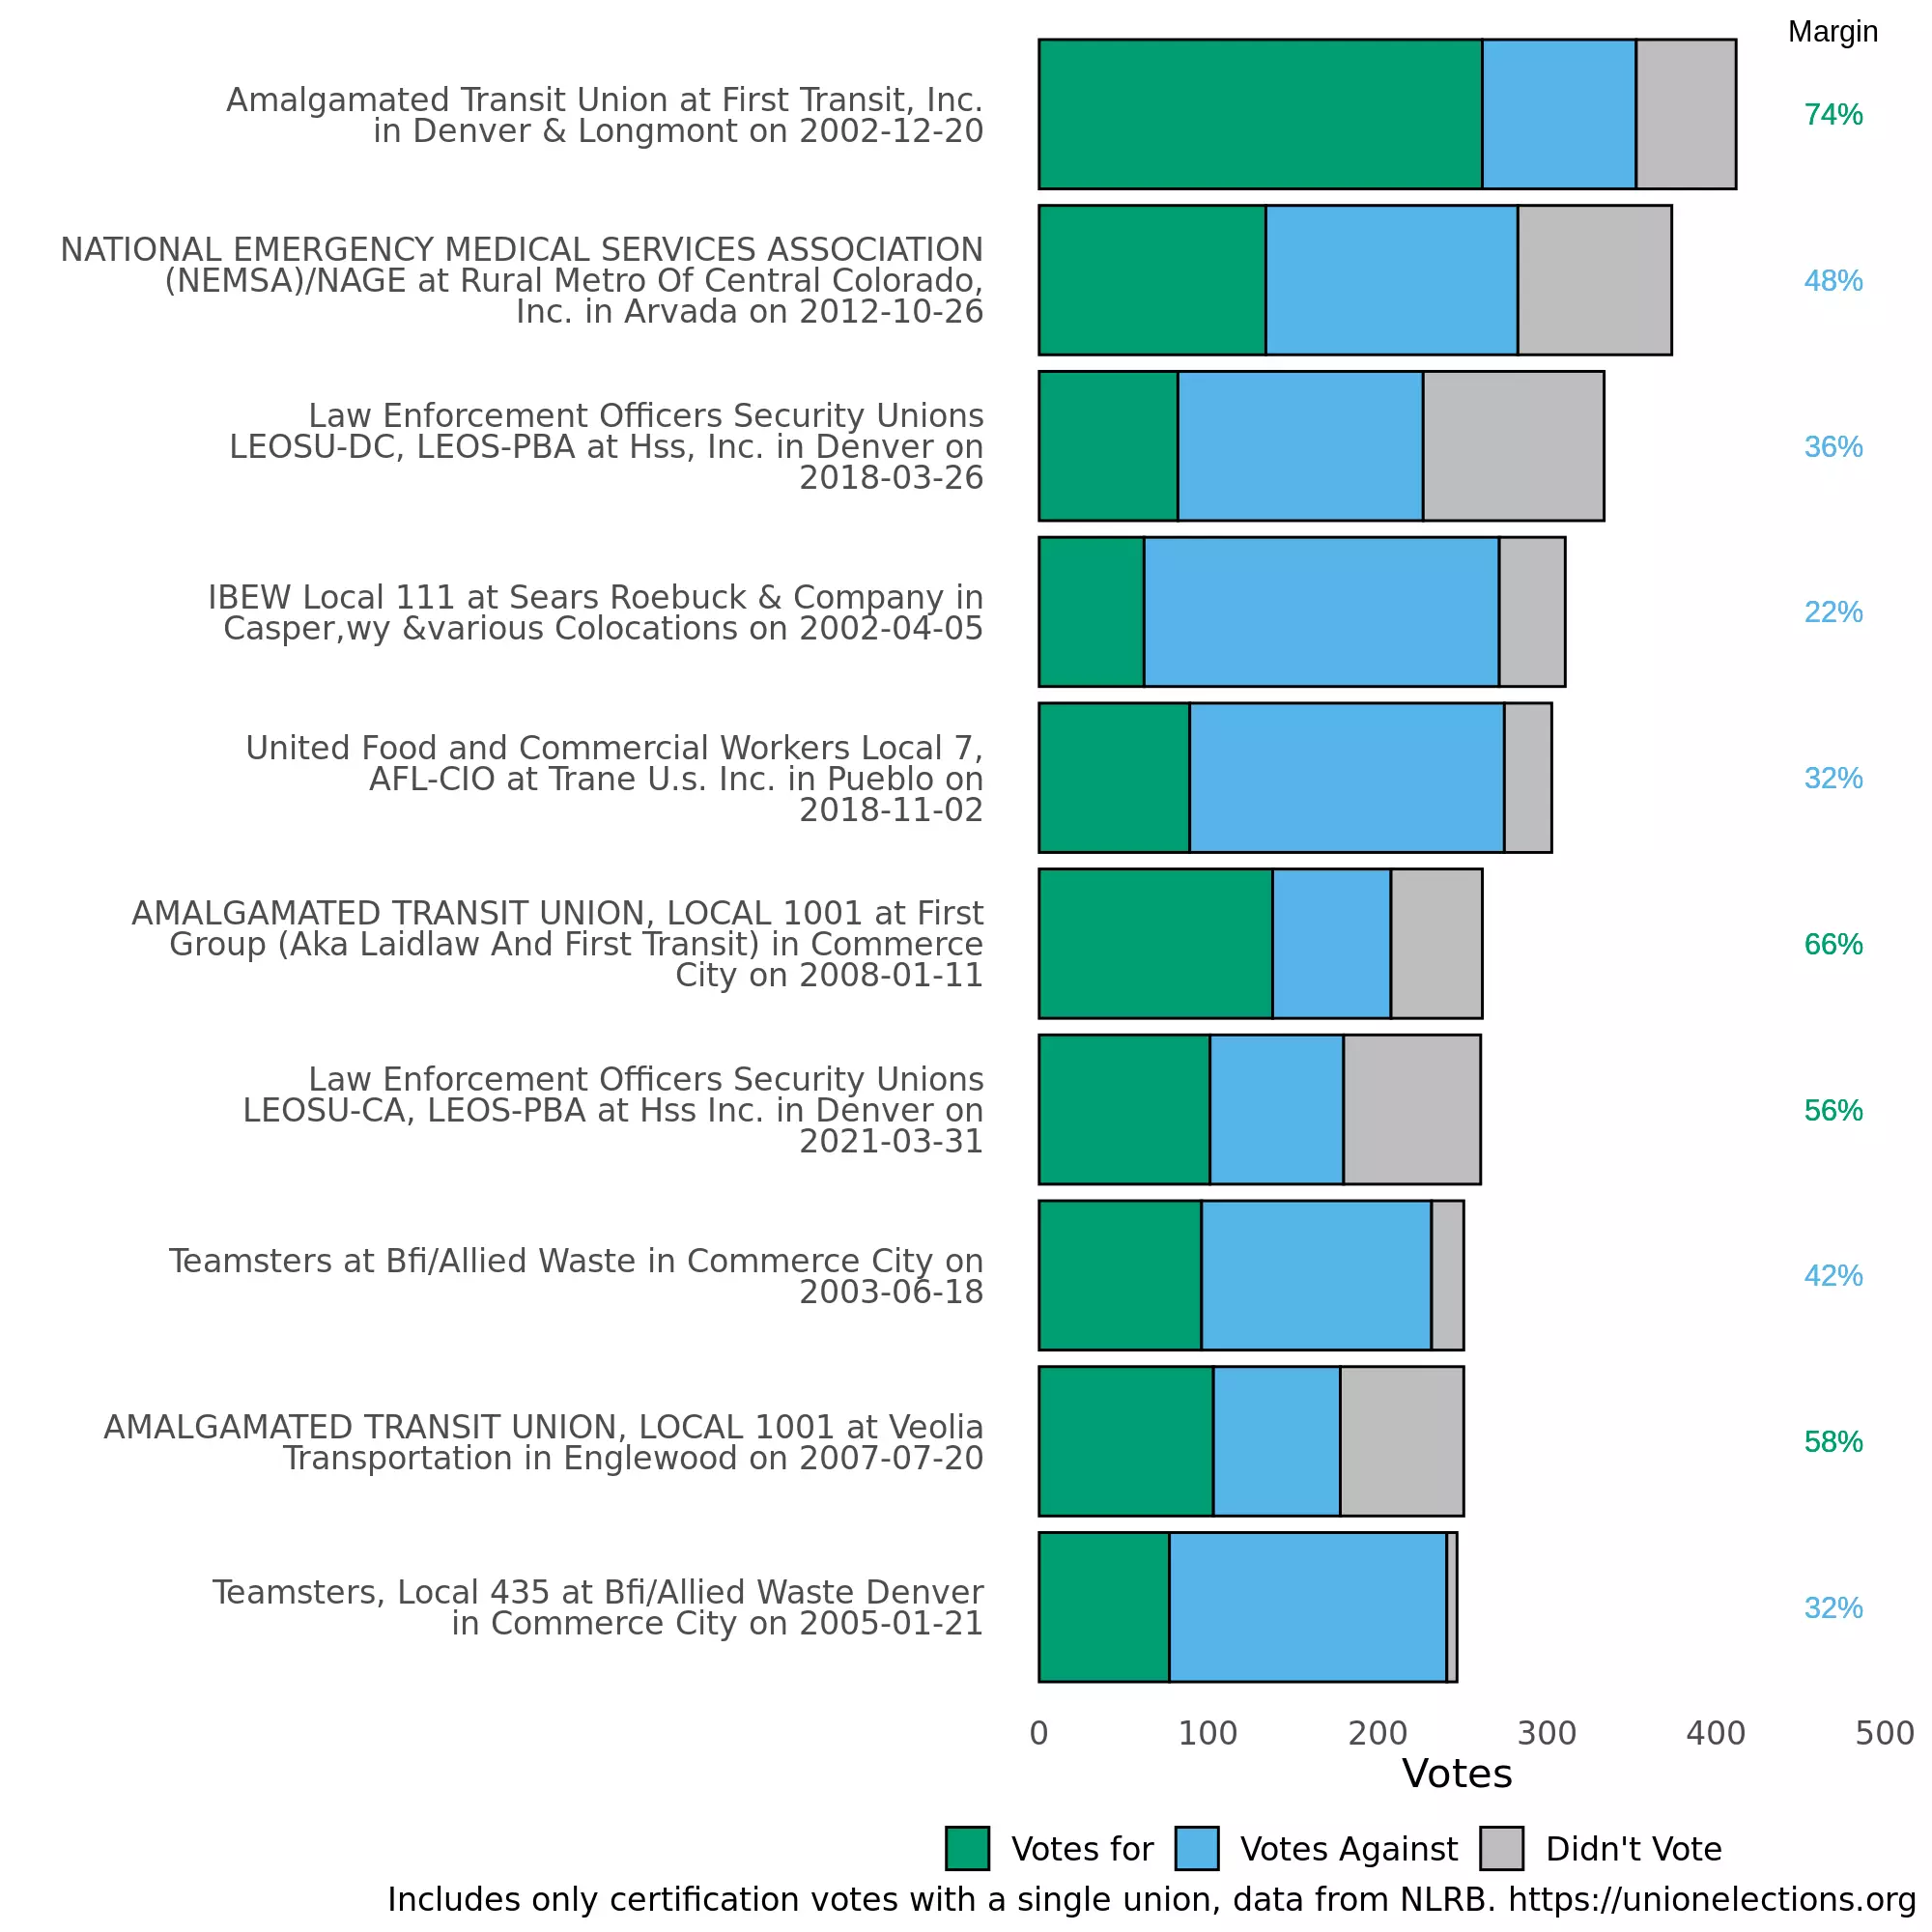 Margin
Amalgamated Transit Union at First Transit, Inc.
in Denver & Longmont on 2002-12-20
74%
NATIONAL EMERGENCY MEDICAL SERVICES ASSOCIATION
(NEMSA)/NAGE at Rural Metro Of Central Colorado,
Inc. in Arvada on 2012-10-26
48%
Law Enforcement Officers Security Unions
LEOSU-DC, LEOS-PBA at Hss, Inc. in Denver on
2018-03-26
36%
IBEW Local 111 at Sears Roebuck & Company in
Casper,wy &various Colocations on 2002-04-05
22%
United Food and Commercial Workers Local 7,
AFL-CIO at Trane U.s. Inc. in Pueblo on
2018-11-02
32%
AMALGAMATED TRANSIT UNION, LOCAL 1001 at First
Group (Aka Laidlaw And First Transit) in Commerce
City on 2008-01-11
66%
Law Enforcement Officers Security Unions
LEOSU-CA, LEOS-PBA at Hss Inc. in Denver on
2021-03-31
56%
Teamsters at Bfi/Allied Waste in Commerce City on
2003-06-18
42%
AMALGAMATED TRANSIT UNION, LOCAL 1001 at Veolia
Transportation in Englewood on 2007-07-20
58%
Teamsters, Local 435 at Bfi/Allied Waste Denver
in Commerce City on 2005-01-21
32%
0 100 200 300 400 500
Votes
Votes for Votes Against Didn't Vote
Includes only certification votes with a single union, data from NLRB. https://unionelections.org